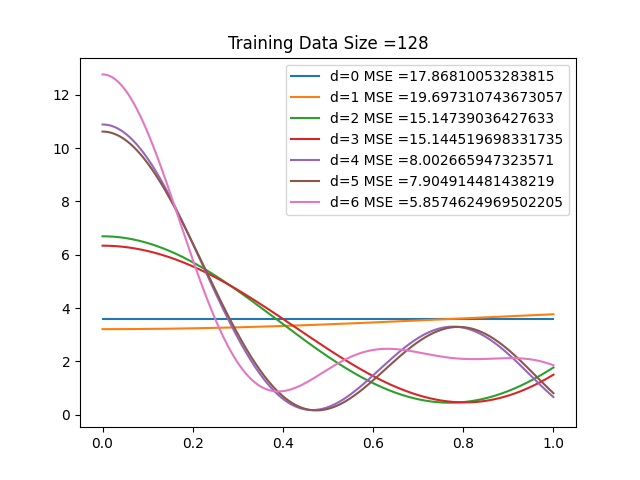 Training Data Size =128
d=0 MSE =17.86810053283815
d=1 MSE =19.697310743673057
d=2 MSE =15.14739036427633
d=3 MSE =15.144519698331735
d=4 MSE =8.002665947323571
d=5 MSE =7.904914481438219
d=6 MSE =5.8574624969502205
12
10
8
6
4
2
0
0.0 0.2 0.4 0.6 0.8 1.0